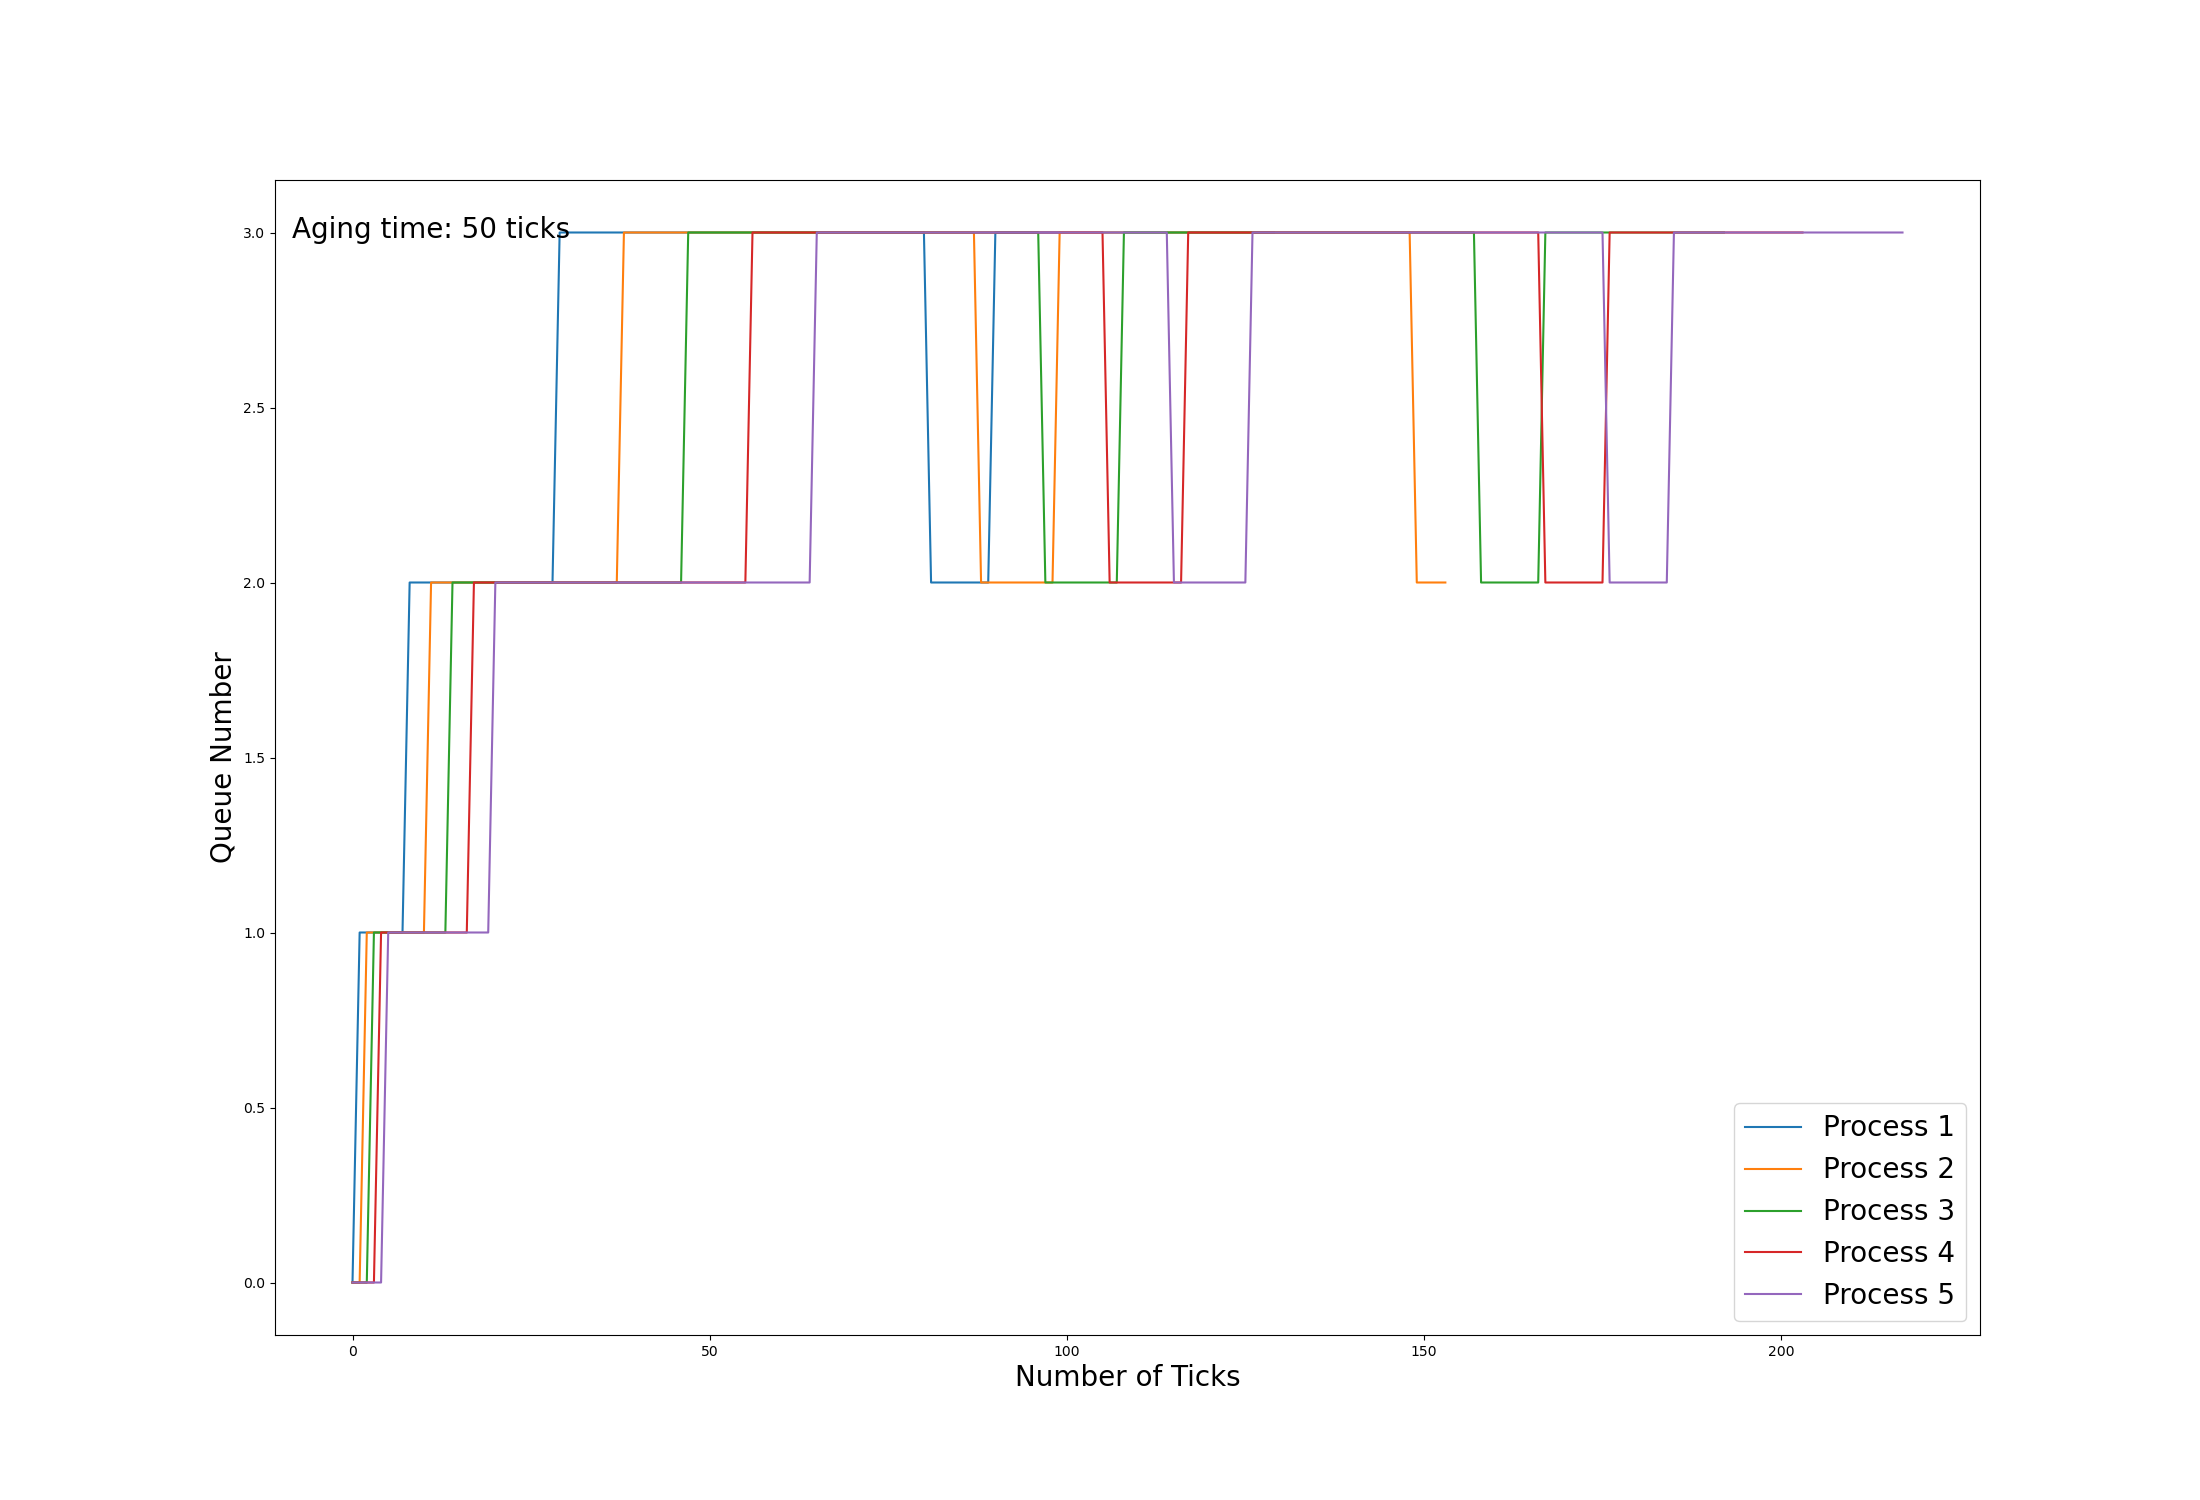 Aging time: 50 ticks
3.0
2.5
2.0
1.5
1.0
0.5
0.0
Queue Number
0 50 100 150 200
Number of Ticks
Process 1
Process 2
Process 3
Process 4
Process 5